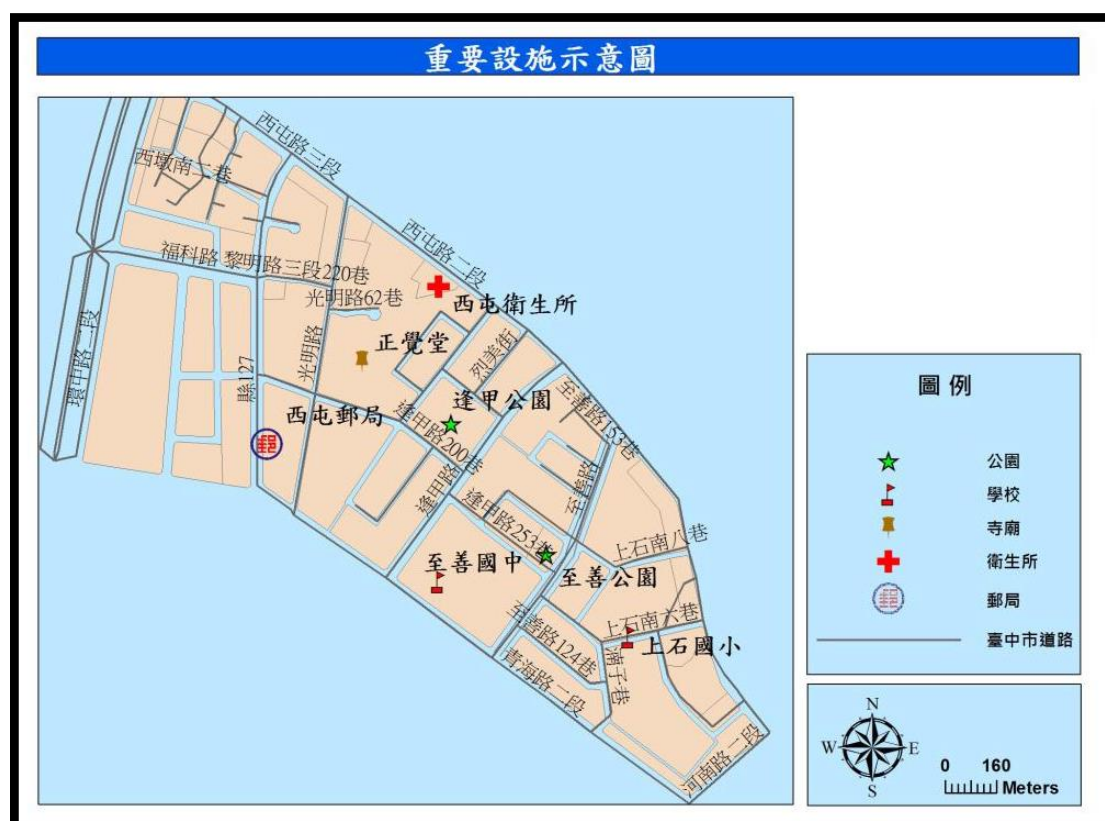 重要設施示意圖
西屯路三段
西墩南二巷
西屯路二段
福科路
黎明路三段220巷
光明路62巷
西屯衛生所
環中路二段
縣127
光明路
正覺堂
烈美街
西屯郵局
逢甲公園
至善路153巷
逢甲路200巷
逢甲路
至善路
逢甲路253巷
上石南八巷
至善國中
至善公園
上石南六巷
至善路124巷
上石國小
湳子巷
青海路二段
河南路二段
圖例
公園
學校
寺廟
衛生所
郵
郵局
臺中市道路
N
W
E
S
0 160
Meters